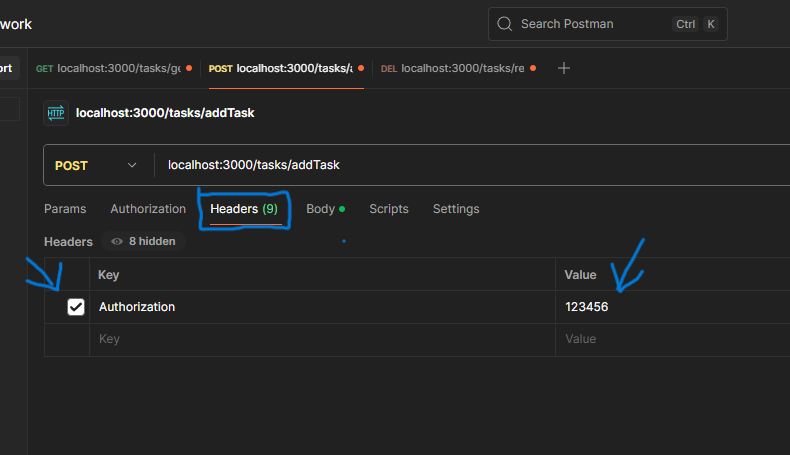 work
Search Postman Ctrl K
ort GET localhost:3000/tasks/ge POST localhost:3000/tasks/a DEL localhost:3000/tasks/re
HTTP localhost:3000/tasks/addTask
POST localhost:3000/tasks/addTask
Params Authorization Headers (9) Body Scripts Settings
Headers 8 hidden
Key Value
Authorization 123456
Key Value